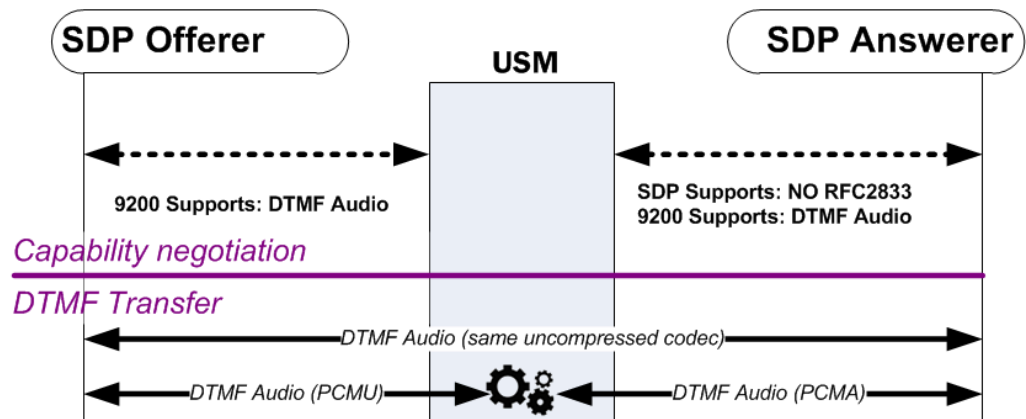 SDP Offerer
SDP Answerer
USM
9200 Supports: DTMF Audio
SDP Supports: NO RFC2833
9200 Supports: DTMF Audio
Capability negotiation
DTMF Transfer
DTMF Audio (same uncompressed codec)
DTMF Audio (PCMU)
DTMF Audio (PCMA)